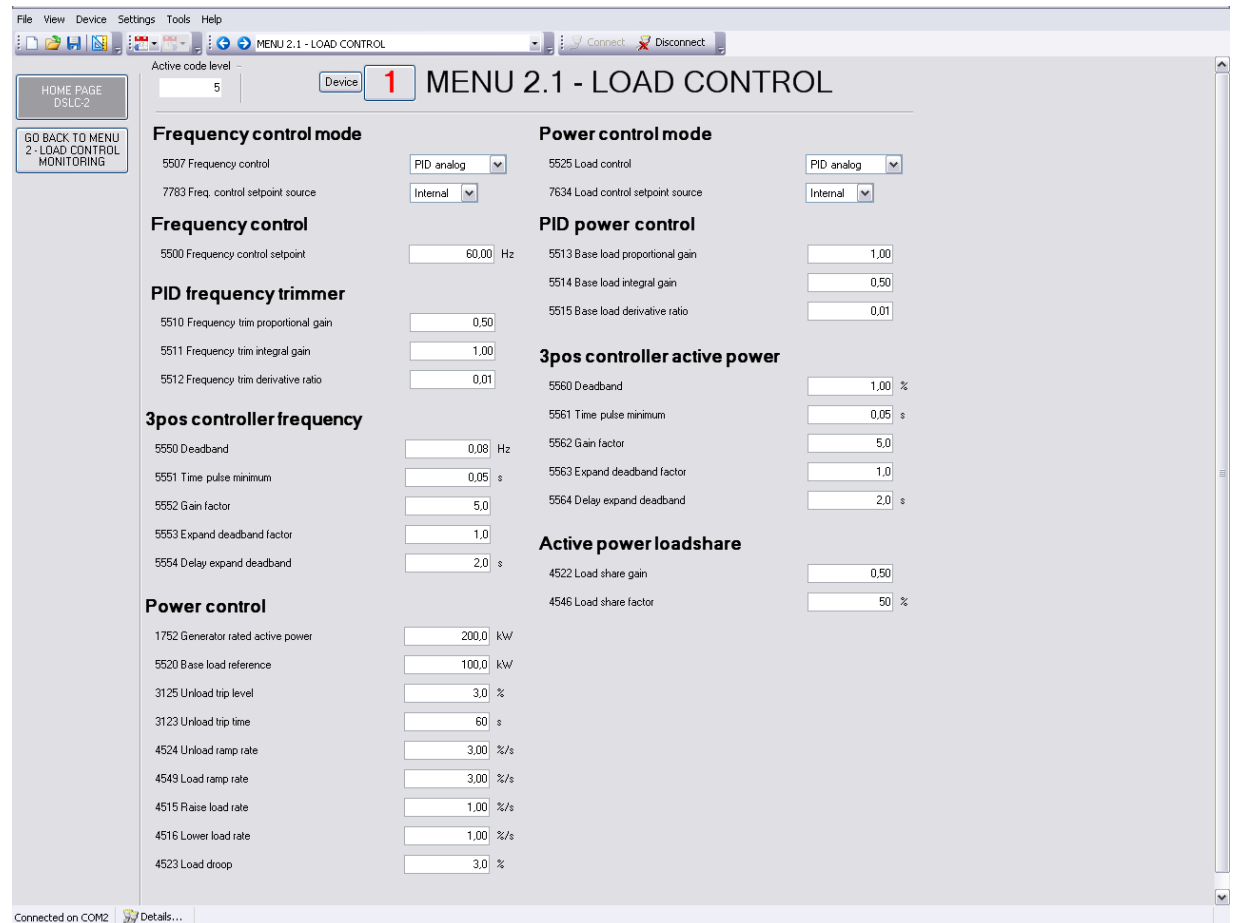 File View Device Settings Tools Help
MENU 2.1 - LOAD CONTROL Connect Disconnect
HOME PAGE
DSLC-2
GO BACK TO MENU
2 - LOAD CONTROL
MONITORING
Active code level
5
Device 1 MENU 2.1 - LOAD CONTROL
Frequency control mode
5507 Frequency control PID analog
7783 Freq. control setpoint source Internal
Frequency control
5500 Frequency control setpoint 60,00 Hz
PID frequency trimmer
5510 Frequency trim proportional gain 0,50
5511 Frequency trim integral gain 1,00
5512 Frequency trim derivative ratio 0,01
3pos controller frequency
5550 Deadband 0,08 Hz
5551 Time pulse minimum 0,05 s
5552 Gain factor 5,0
5553 Expand deadband factor 1,0
5554 Delay expand deadband 2,0 s
Power control
1752 Generator rated active power 200,0 kW
5520 Base load reference 100,0 kW
3125 Unload trip level 3,0 %
3123 Unload trip time 60 s
4524 Unload ramp rate 3,00 %/s
4549 Load ramp rate 3,00 %/s
4515 Raise load rate 1,00 %/s
4516 Lower load rate 1,00 %/s
4523 Load droop 3,0 %
Power control mode
5525 Load control PID analog
7634 Load control setpoint source Internal
PID power control
5513 Base load proportional gain 1,00
5514 Base load integral gain 0,50
5515 Base load derivative ratio 0,01
3pos controller active power
5560 Deadband 1,00 %
5561 Time pulse minimum 0,05 s
5562 Gain factor 5,0
5563 Expand deadband factor 1,0
5564 Delay expand deadband 2,0 s
Active power loadshare
4522 Load share gain 0,50
4546 Load share factor 50 %
Connected on COM2 Details...